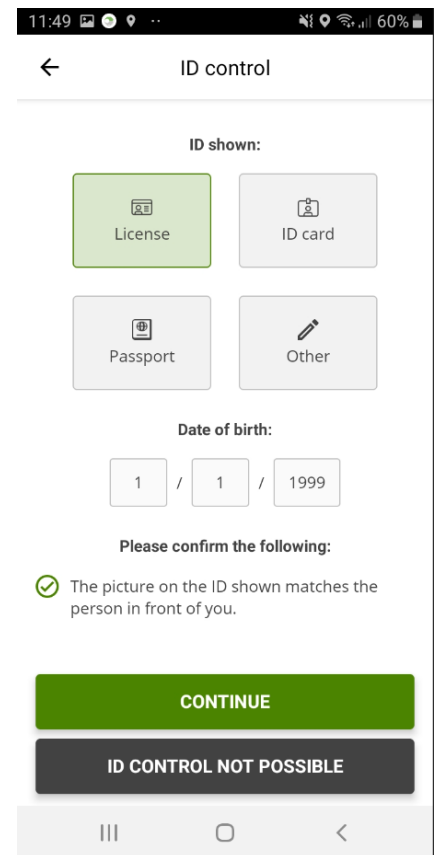 11:49 60%
ID control
ID shown:
License ID card
Passport Other
Date of birth:
1 / 1 / 1999
Please confirm the following:
The picture on the ID shown matches the
person in front of you.
CONTINUE
ID CONTROL NOT POSSIBLE